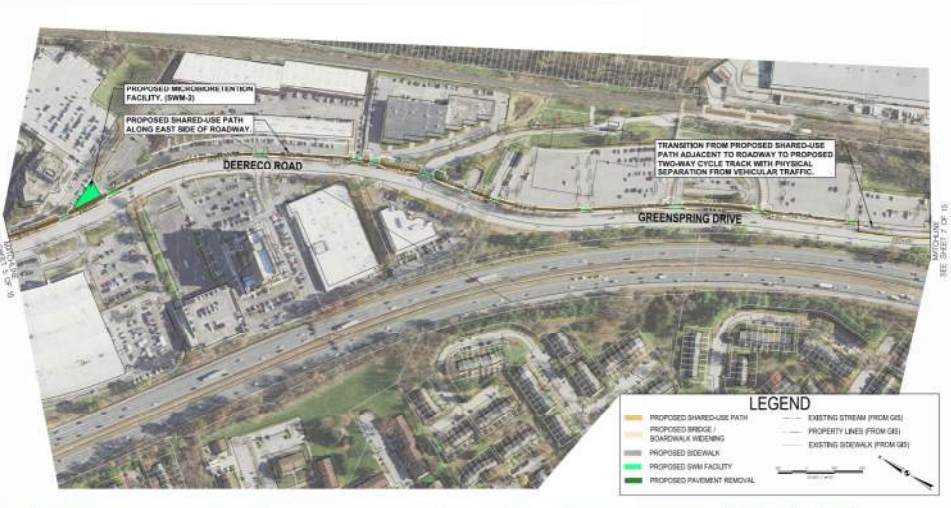 PROPOSED MICROBIORETENTION
FACILITY. (SWM-2)
PROPOSED SHARED-USE PATH
ALONG EAST SIDE OF ROADWAY.
DEERECO ROAD
TRANSITION FROM PROPOSED SHARED-USE
PATH ADJACENT TO ROADWAY TO PROPOSED
TWO-WAY CYCLE TRACK WITH PHYSICAL
SEPARATION FROM VEHICULAR TRAFFIC.
GREENSPRING DRIVE
MATCHLINE
SEE SHEET 7 OF 15
MATCHLINE
LEGEND
PROPOSED SHARED-USE PATH
PROPOSED BRIDGE /
BOARDWALK WIDENING
PROPOSED SIDEWALK
PROPOSED SWM FACILITY
PROPOSED PAVEMENT REMOVAL
EXISTING STREAM (FROM GIS)
PROPERTY LINES (FROM GIS)
EXISTING SIDEWALK (FROM GIS)